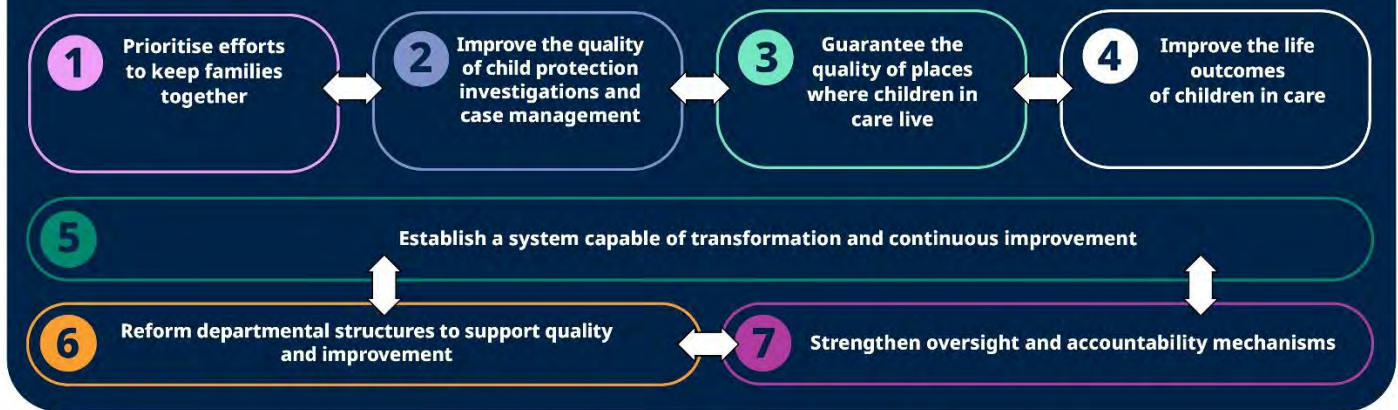 1
Prioritise efforts
to keep families
together
2
Improve the quality
of child protection
investigations and
case management
3
Guarantee the
quality of places
where children in
care live
4
Improve the life
outcomes
of children in care
5
Establish a system capable of transformation and continuous improvement
6
Reform departmental structures to support quality
and improvement
7
Strengthen oversight and accountability mechanisms